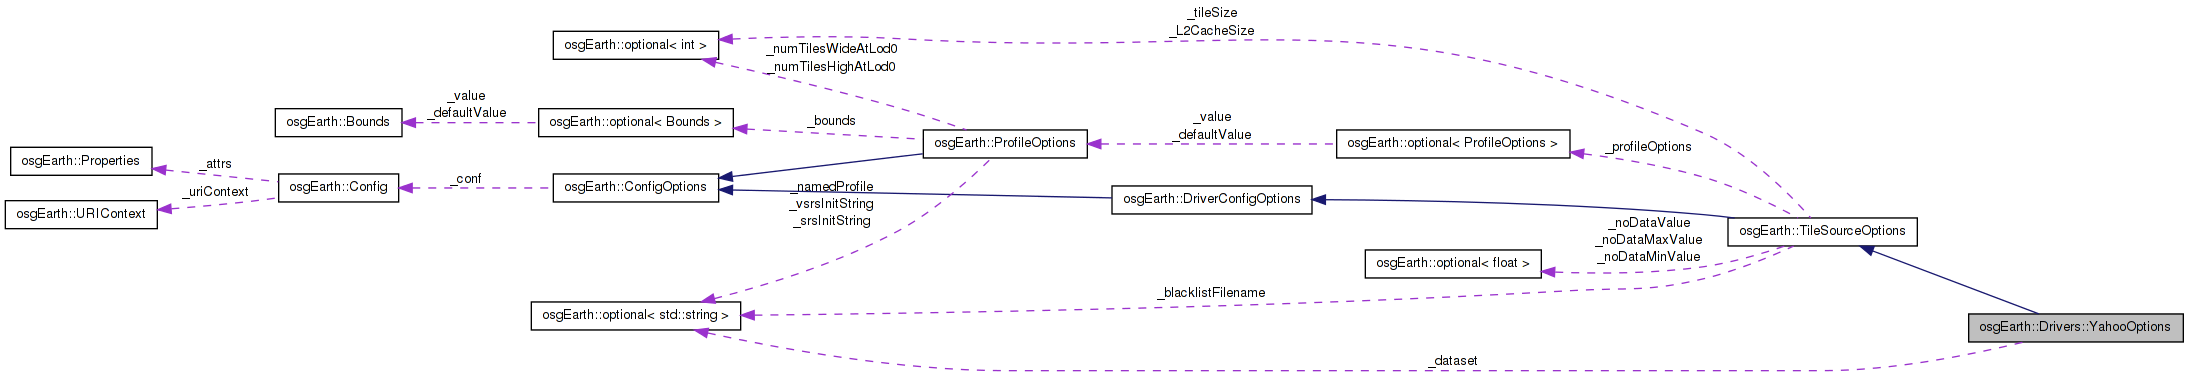 _tileSize
_L2CacheSize
osgEarth::optional< int >
_numTilesWideAtLod0
_numTilesHighAtLod0
_value
_defaultValue
osgEarth::Bounds
osgEarth::optional< Bounds >
_bounds
_value
_defaultValue
osgEarth::ProfileOptions
osgEarth::optional< ProfileOptions >
_profileOptions
osgEarth::Properties
_attrs
_uriContext
osgEarth::Config
_conf
osgEarth::ConfigOptions
osgEarth::URIContext
_namedProfile
_vsrsInitString
_srsInitString
osgEarth::DriverConfigOptions
osgEarth::TileSourceOptions
_noDataValue
_noDataMaxValue
_noDataMinValue
osgEarth::optional< float >
_blacklistFilename
osgEarth::optional< std::string >
osgEarth::Drivers::YahooOptions
_dataset